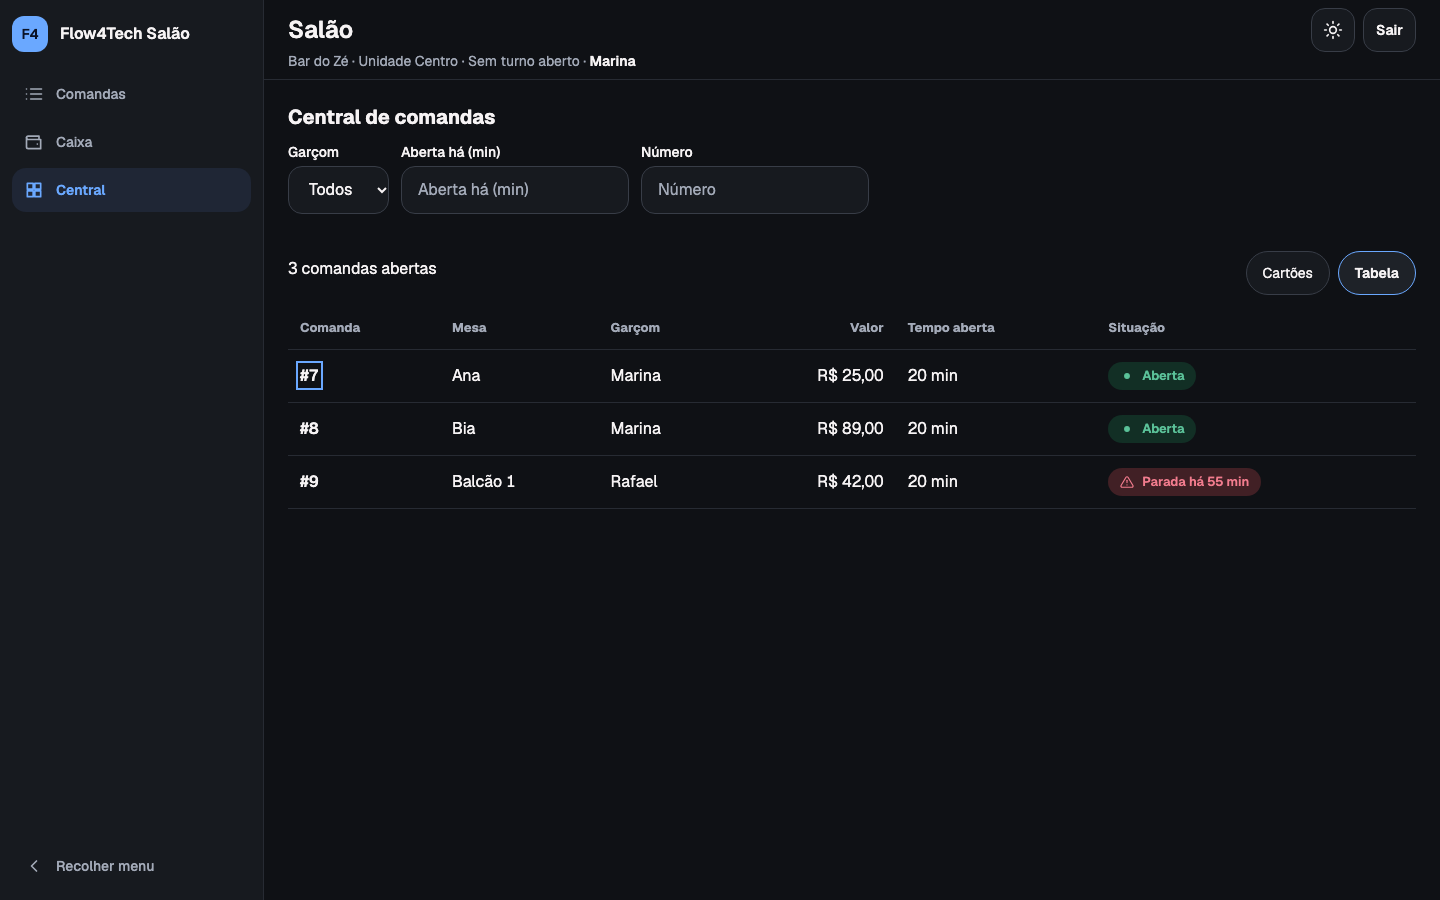 F4 Flow4Tech Salão
Comandas
Caixa
Central
Recolher menu
Salão
Bar do Zé · Unidade Centro · Sem turno aberto · Marina
Sair
Central de comandas
Garçom Aberta há (min) Número
Todos Aberta há (min) Número
3 comandas abertas
Cartões Tabela
Comanda Mesa Garçom Valor Tempo aberta Situação
#7 Ana Marina R$ 25,00 20 min Aberta
#8 Bia Marina R$ 89,00 20 min Aberta
#9 Balcão 1 Rafael R$ 42,00 20 min Parada há 55 min